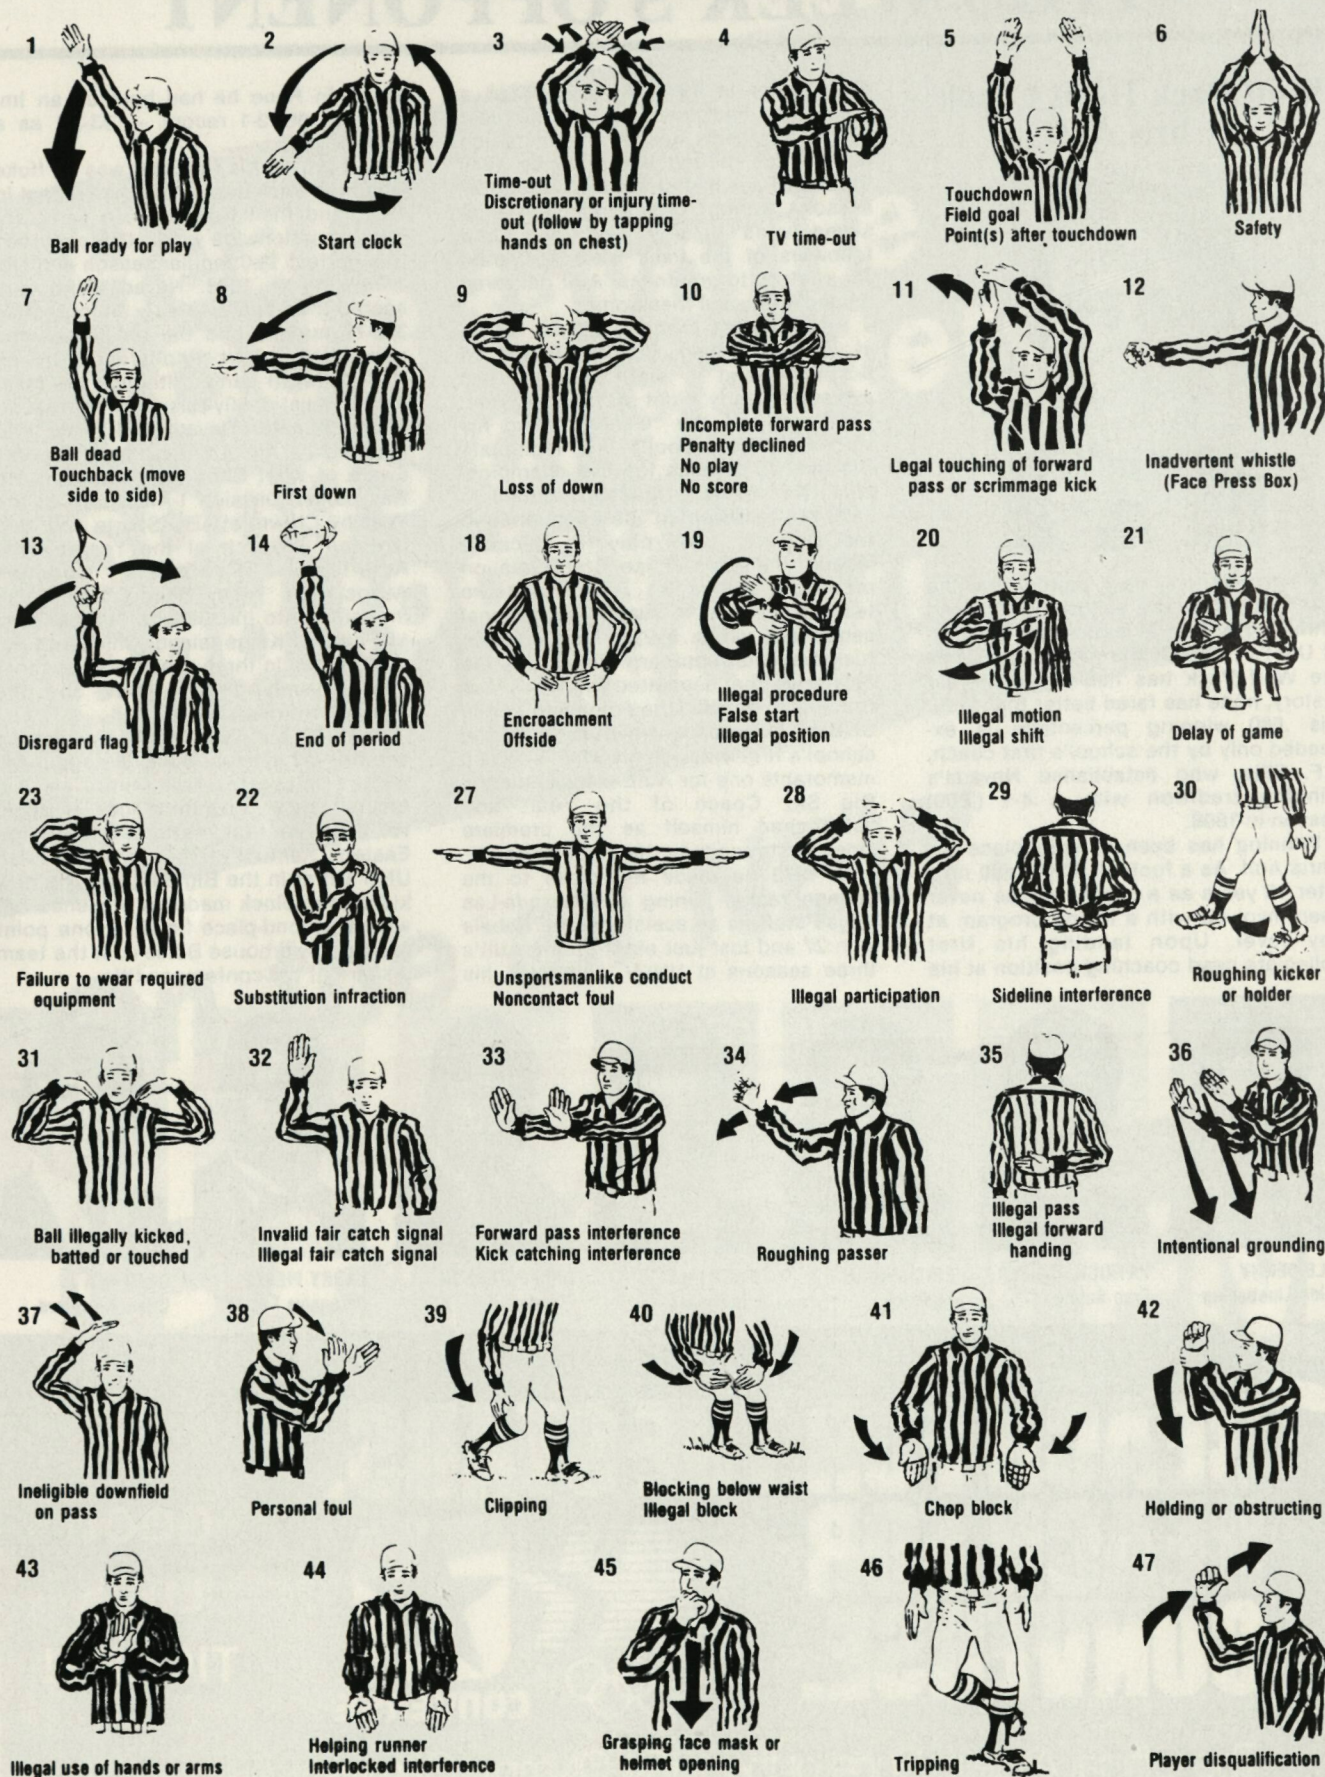 1
2
3
4
5
6
Ball ready for play
Start clock
Time-out
Discretionary or injury time-
out (follow by tapping
hands on chest)
TV time-out
Touchdown
Field goal
Point(s) after touchdown
Safety
7
8
9
10
11
12
Ball dead
Touchback (move
side to side)
First down
Loss of down
Incomplete forward pass
Penalty declined
No play
No score
Legal touching of forward
pass or scrimmage kick
Inadvertent whistle
(Face Press Box)
13
14
18
19
20
21
Disregard flag
End of period
Encroachment
Offside
Illegal procedure
False start
Illegal position
Illegal motion
Illegal shift
Delay of game
23
22
27
28
29
30
Failure to wear required
equipment
Substitution infraction
Unsportsmanlike conduct
Noncontact foul
Illegal participation
Sideline interference
Roughing kicker
or holder
31
32
33
34
35
36
Ball illegally kicked,
batted or touched
Invalid fair catch signal
Illegal fair catch signal
Forward pass interference
Kick catching interference
Roughing passer
Illegal pass
Illegal forward
handing
Intentional grounding
37
38
39
40
41
42
Ineligible downfield
on pass
Personal foul
Clipping
Blocking below waist
Illegal block
Chop block
Holding or obstructing
43
44
45
46
47
Illegal use of hands or arms
Helping runner
Interlocked interference
Grasping face mask or
helmet opening
Tripping
Player disqualification